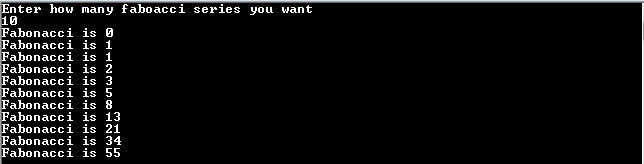 Enter how many faboacci series you want
10
Fabonacci is 0
Fabonacci is 1
Fabonacci is 1
Fabonacci is 2
Fabonacci is 3
Fabonacci is 5
Fabonacci is 8
Fabonacci is 13
Fabonacci is 21
Fabonacci is 34
Fabonacci is 55